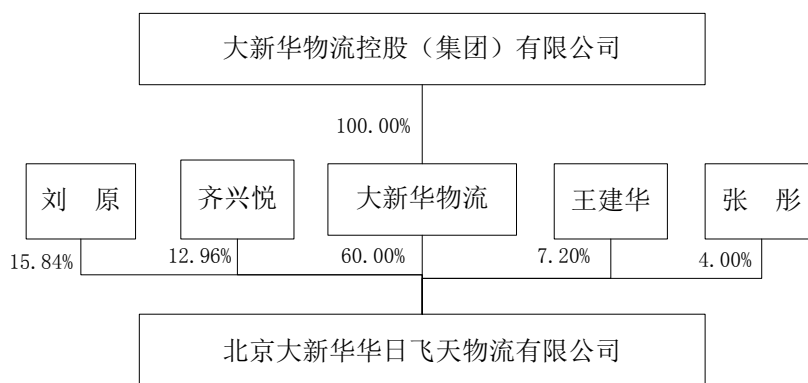 大新华物流控股（集团）有限公司
100.00%
刘 原
齐兴悦
大新华物流
王建华
张 彤
15.84%
12.96%
60.00%
7.20%
4.00%
北京大新华华日飞天物流有限公司